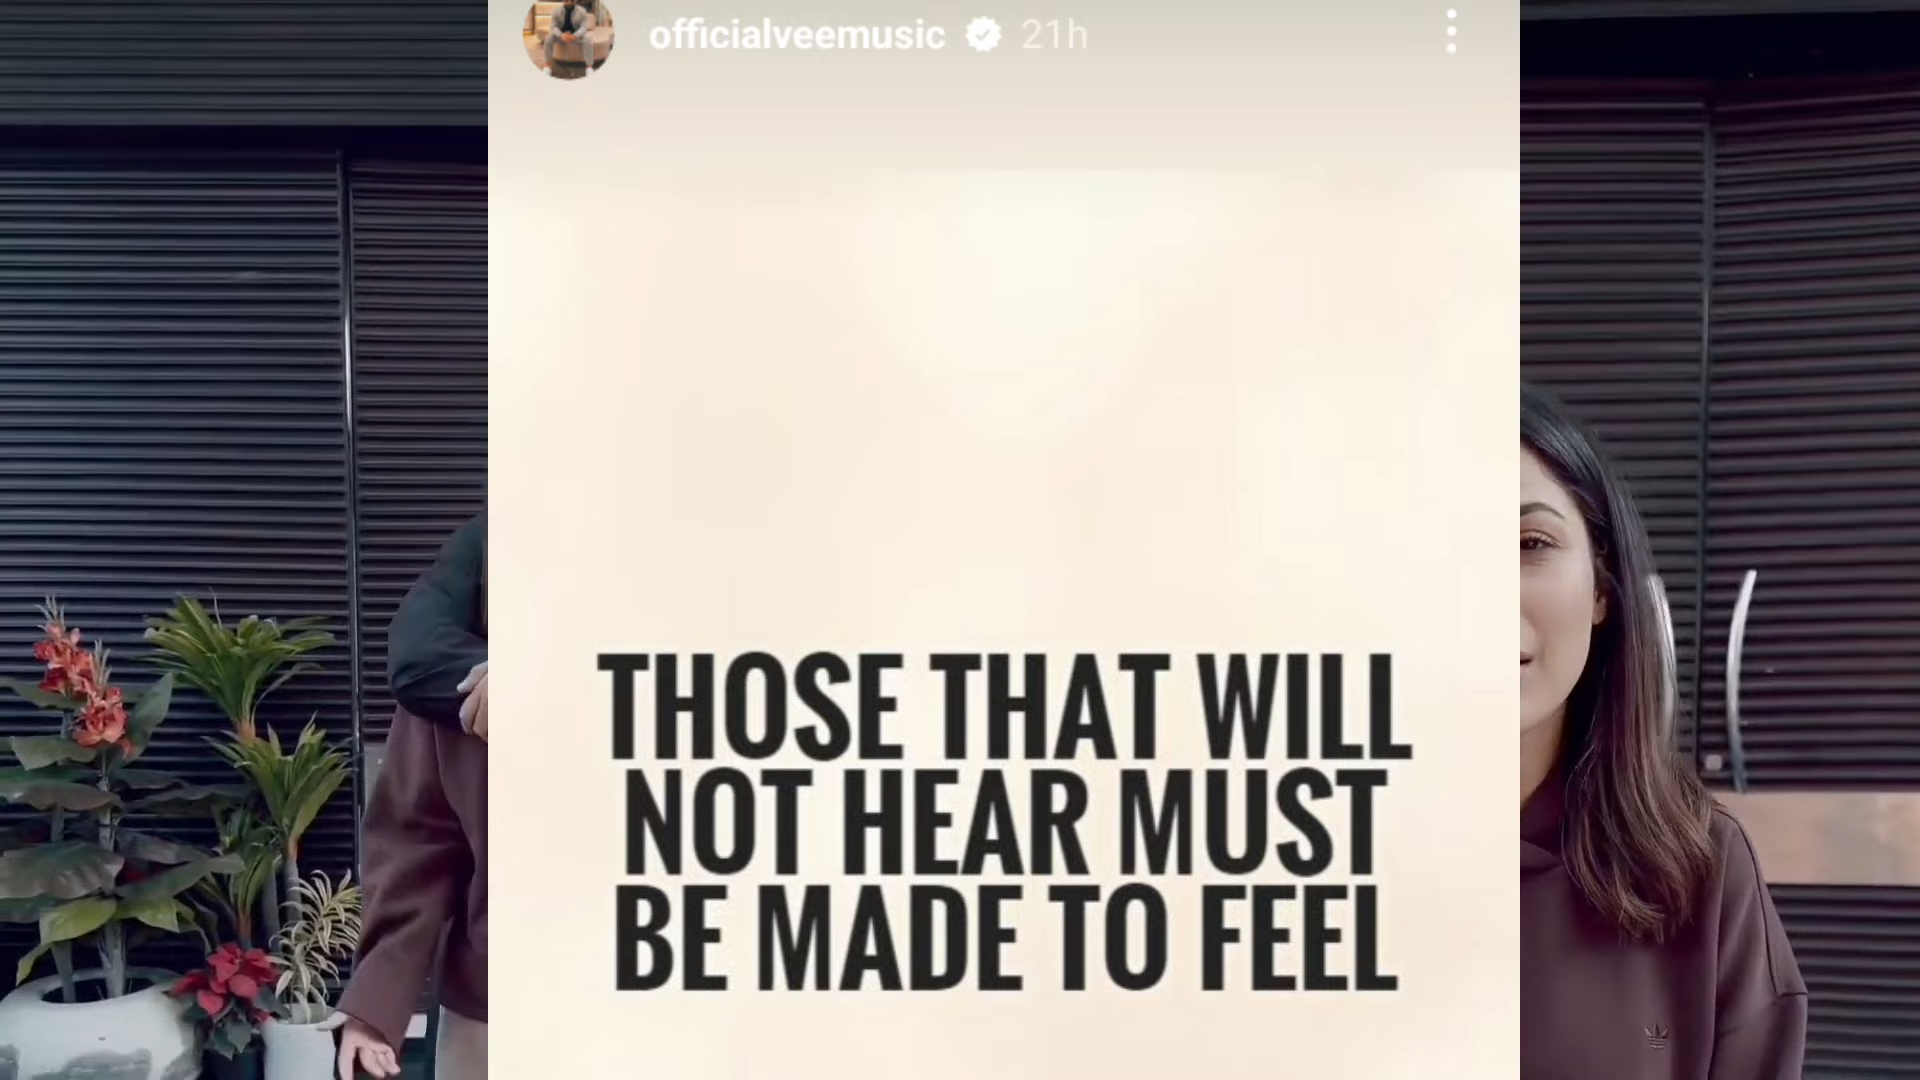 officialveemusic 21h
THOSE THAT WILL
NOT HEAR MUST
BE MADE TO FEEL